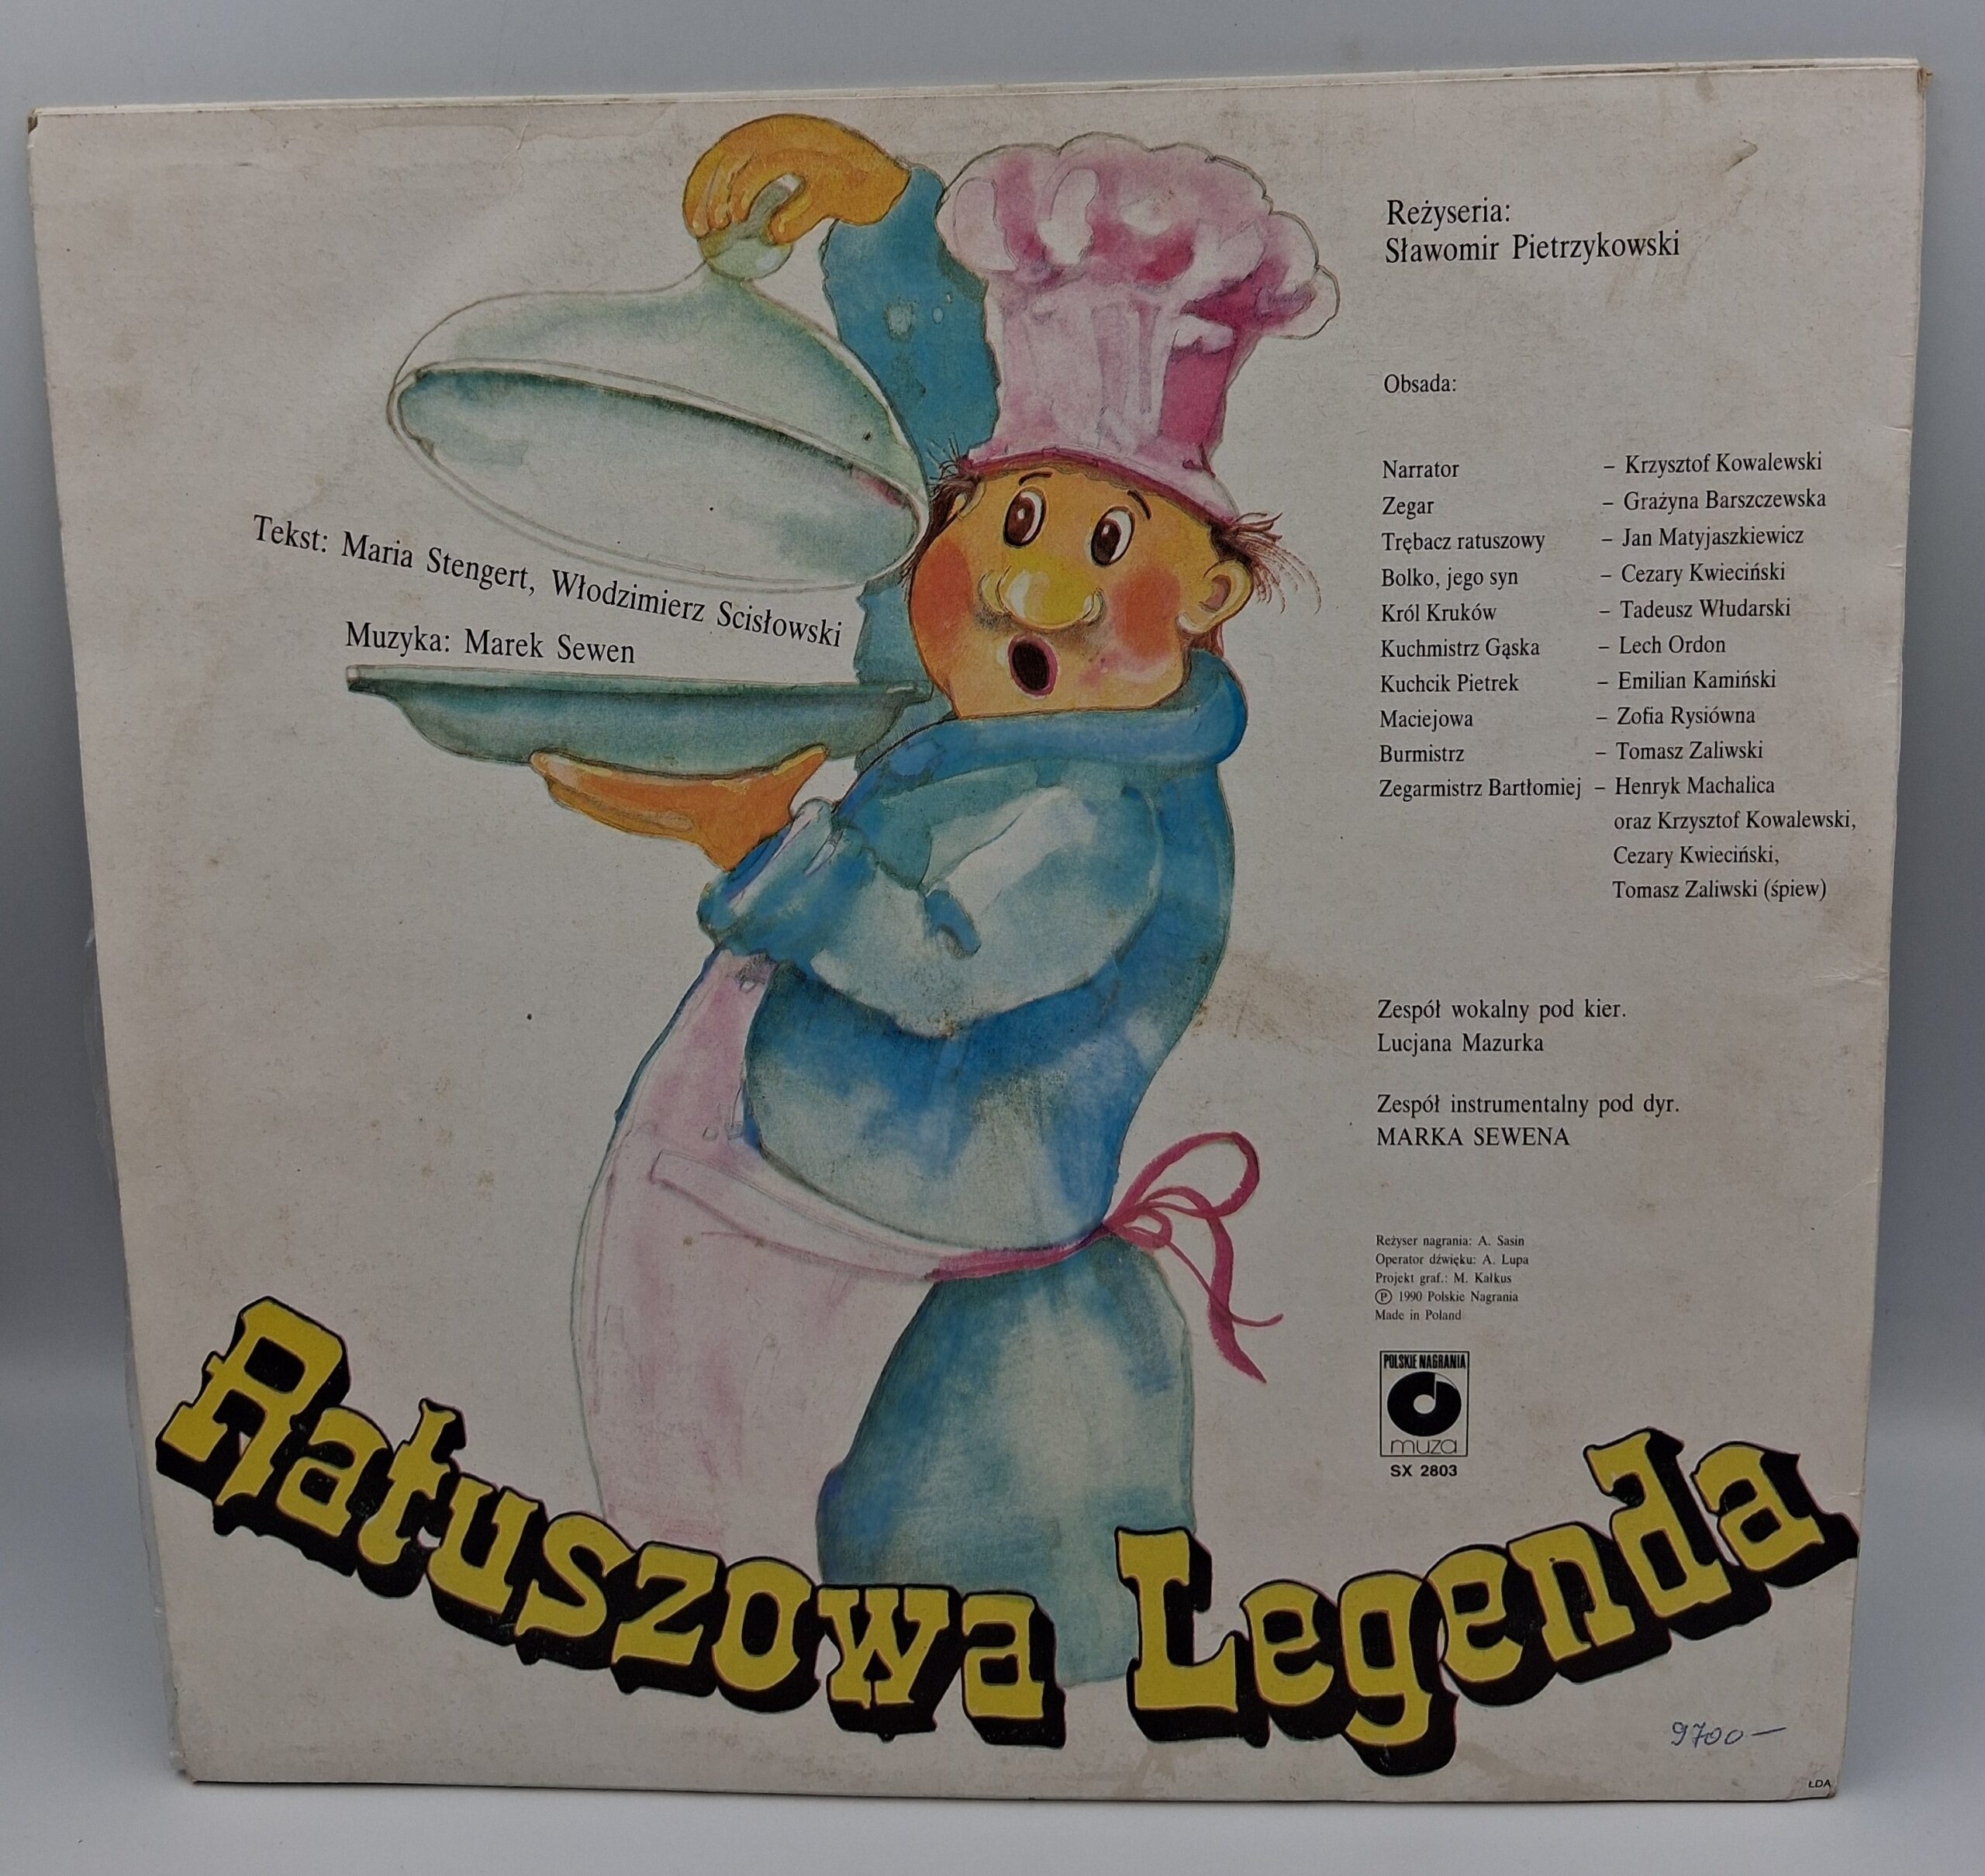 Reżyseria:
Sławomir Pietrzykowski
Obsada:
Narrator – Krzysztof Kowalewski
Zegar – Grażyna Barszczewska
Trębacz ratuszowy – Jan Matyjaszkiewicz
Bolko, jego syn – Cezary Kwieciński
Król Kruków – Tadeusz Włudarski
Kuchmistrz Gąska – Lech Ordon
Kuchcik Pietrek – Emilian Kamiński
Maciejowa – Zofia Rysiówna
Burmistrz – Tomasz Zaliwski
Zegarmistrz Bartłomiej – Henryk Machalica
oraz Krzysztof Kowalewski,
Cezary Kwieciński,
Tomasz Zaliwski (śpiew)
Tekst: Maria Stengert, Włodzimierz Scisłowski
Muzyka: Marek Sewen
Zespół wokalny pod kier.
Lucjana Mazurka
Zespół instrumentalny pod dyr.
MARKA SEWENA
Reżyser nagrania: A. Sasin
Operator dźwięku: A. Lupa
Projekt graf.: M. Kałkus
Ⓟ 1990 Polskie Nagrania
Made in Poland
POLSKIE NAGRANIA
muza
SX 2803
Ratuszowa Legenda
9700—
ŁDA